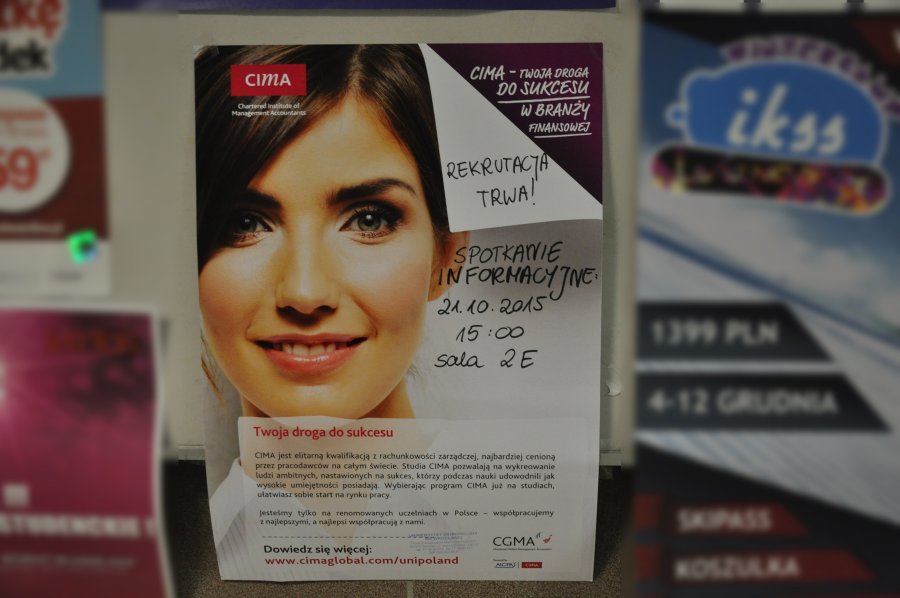 CIMA
Chartered Institute of
Management Accountants
CIMA – TWOJA DROGA
DO SUKCESU
W BRANŻY
FINANSOWEJ
REKRUTACJA
TRWA!
SPOTKANIE
INFORMACYJNE:
21.10.2015
15:00
sala 2E
Twoja droga do sukcesu
CIMA jest elitarną kwalifikacją z rachunkowości zarządczej, najbardziej cenioną
przez pracodawców na całym świecie. Studia CIMA pozwalają na wykreowanie
ludzi ambitnych, nastawionych na sukces, którzy podczas nauki udowodnili jak
wysokie umiejętności posiadają. Wybierając program CIMA już na studiach,
ułatwiasz sobie start na rynku pracy.
Jesteśmy tylko na renomowanych uczelniach w Polsce – współpracujemy
z najlepszymi, a najlepsi współpracują z nami.
Dowiedz się więcej:
www.cimaglobal.com/unipoland
CGMA
AICPA CIMA
ikss
1399 PLN
4-12 GRUDNIA
SKIPASS
KOSZULKA
59
STUDENCKIE